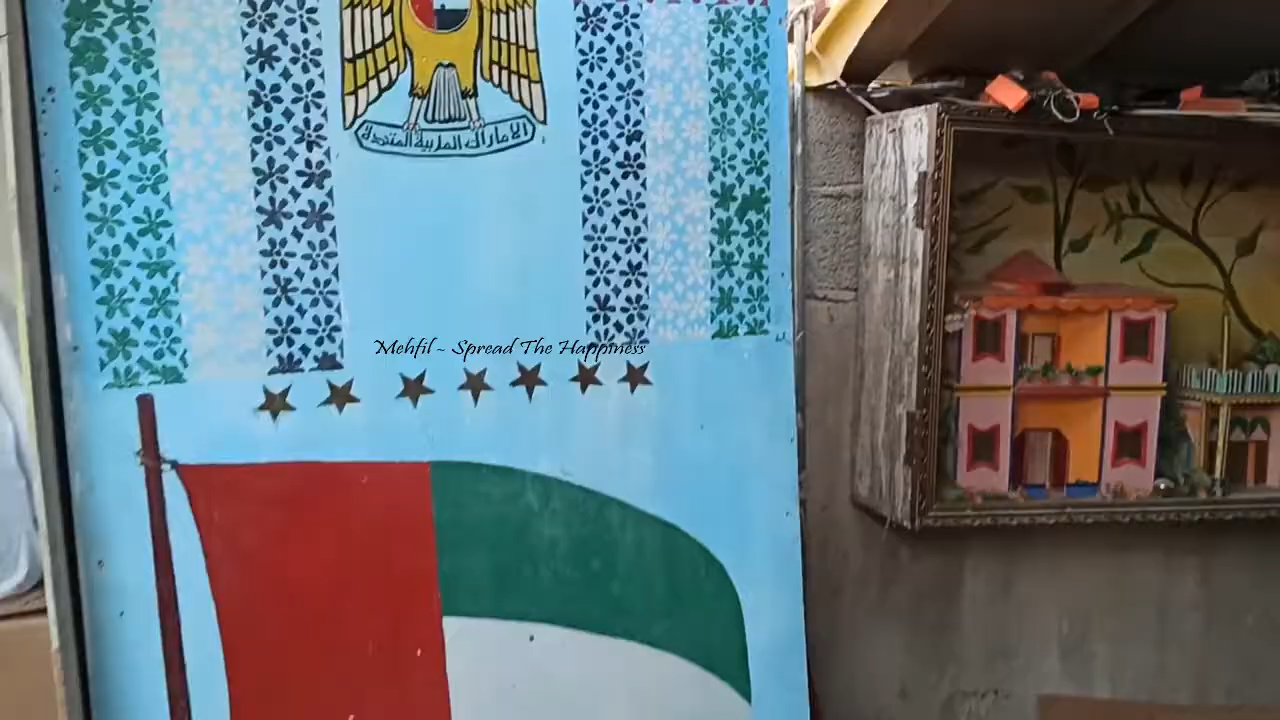 الامارات العربية المتحدة
Mehfil ~ Spread The Happiness